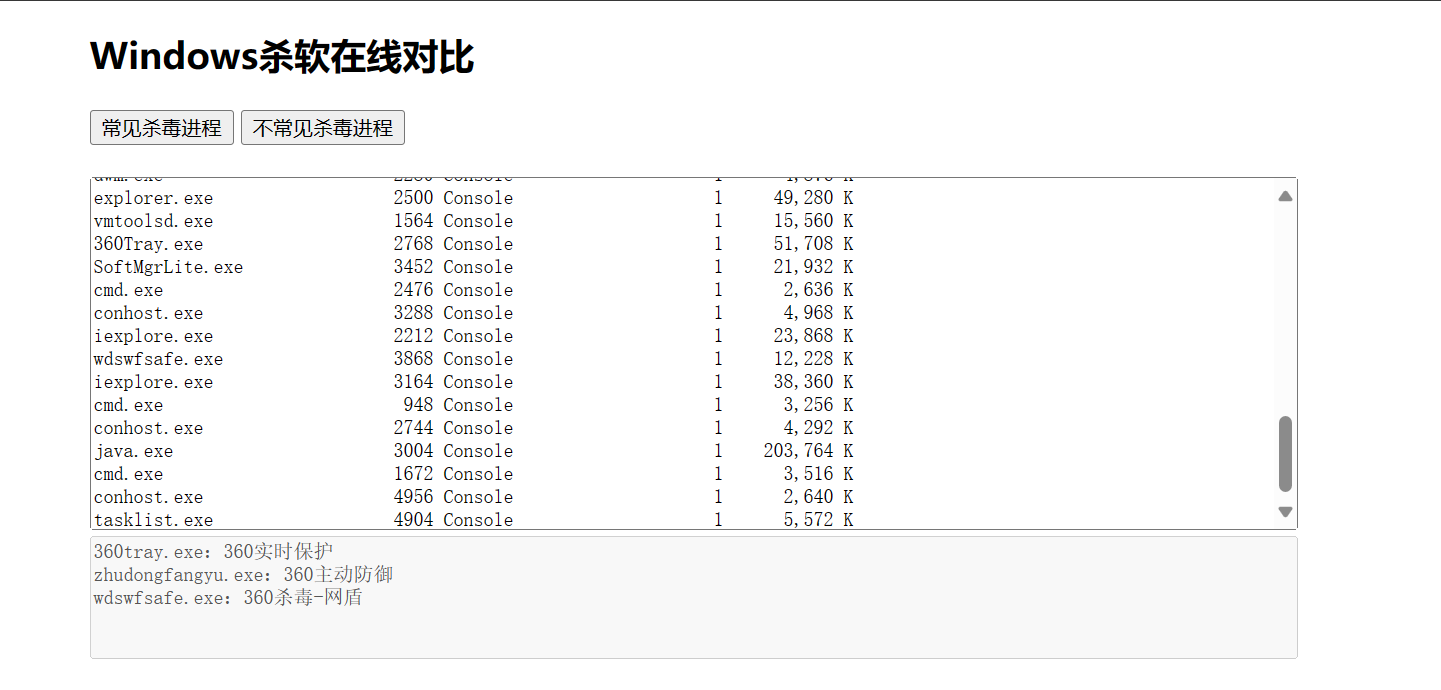 Windows杀软在线对比
常见杀毒进程 不常见杀毒进程
explorer.exe 2500 Console 1 49,280 K
vmtoolsd.exe 1564 Console 1 15,560 K
360Tray.exe 2768 Console 1 51,708 K
SoftMgrLite.exe 3452 Console 1 21,932 K
cmd.exe 2476 Console 1 2,636 K
conhost.exe 3288 Console 1 4,968 K
iexplore.exe 2212 Console 1 23,868 K
wdswfsafe.exe 3868 Console 1 12,228 K
iexplore.exe 3164 Console 1 38,360 K
cmd.exe 948 Console 1 3,256 K
conhost.exe 2744 Console 1 4,292 K
java.exe 3004 Console 1 203,764 K
cmd.exe 1672 Console 1 3,516 K
conhost.exe 4956 Console 1 2,640 K
tasklist.exe 4904 Console 1 5,572 K
360tray.exe: 360实时保护
zhudongfangyu.exe: 360主动防御
wdswfsafe.exe: 360杀毒-网盾